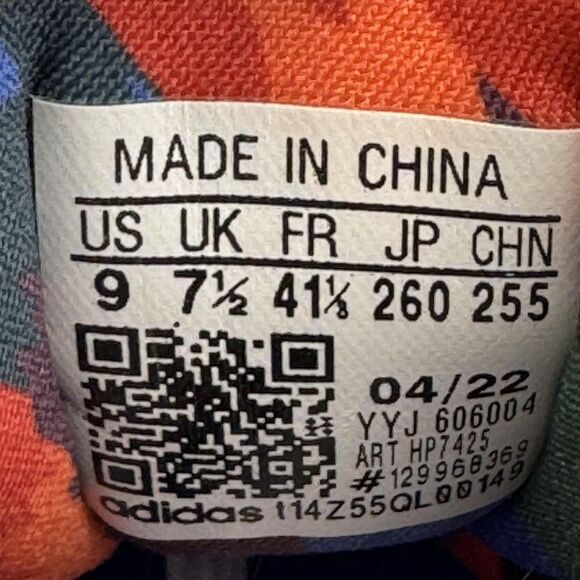 MADE IN CHINA
US UK FR JP CHN
9 7½ 41⅓ 260 255
04/22
YYJ 606004
ART HP7425
#129968369
adidas t14Z55QL00149